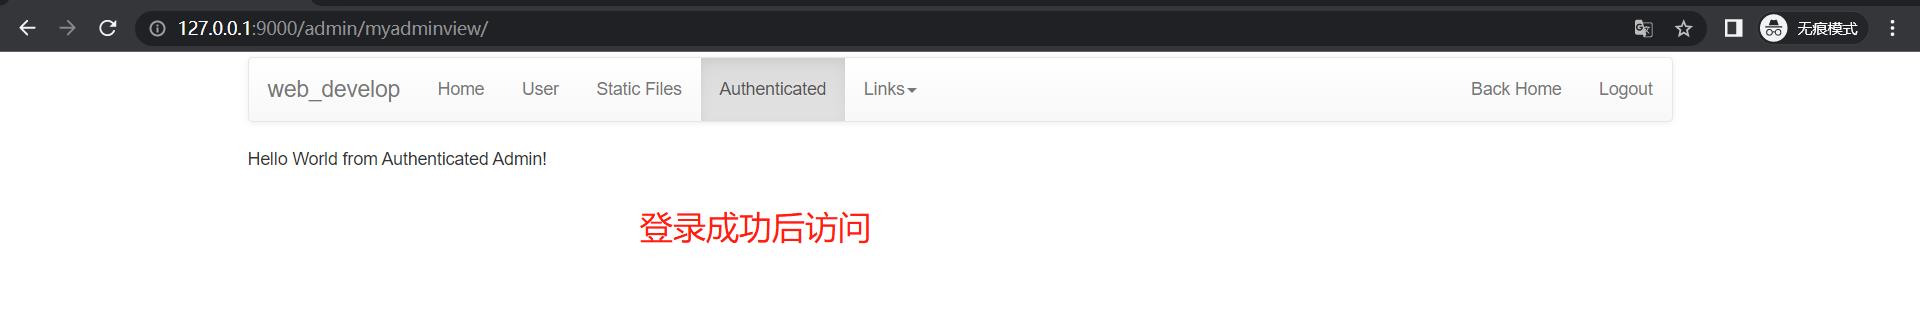 127.0.0.1:9000/admin/myadminview/
无痕模式
web_develop Home User Static Files Authenticated Links Back Home Logout
Hello World from Authenticated Admin!
登录成功后访问